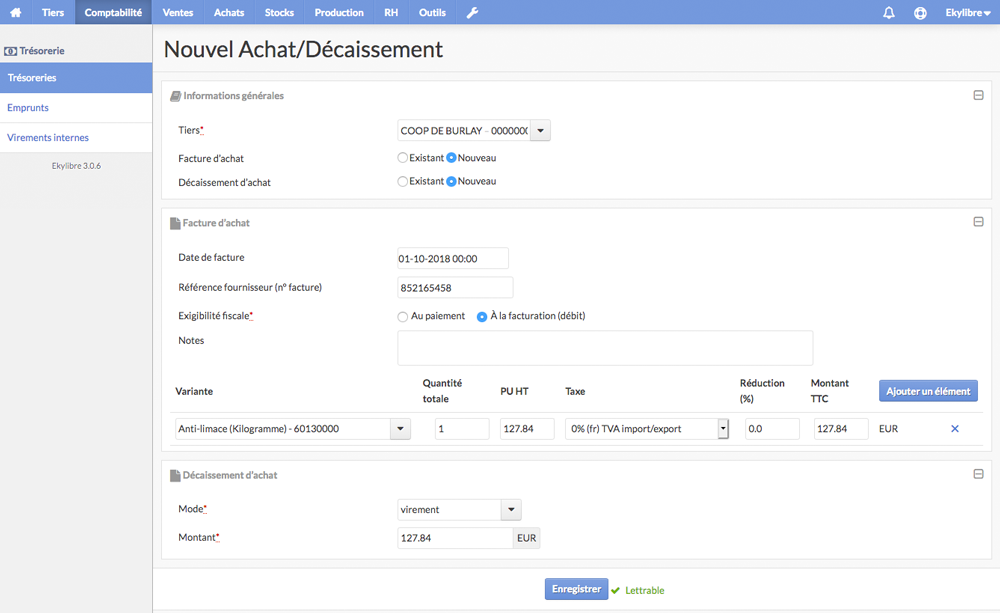 Tiers Comptabilité Ventes Achats Stocks Production RH Outils Ekylibre
Trésorerie
Trésoreries
Emprunts
Virements internes
Ekylibre 3.0.6
Nouvel Achat/Décaissement
Informations générales
Tiers* COOP DE BURLAY - 0000000
Facture d'achat Existant Nouveau
Décaissement d'achat Existant Nouveau
Facture d'achat
Date de facture 01-10-2018 00:00
Référence fournisseur (n° facture) 852165458
Exigibilité fiscale* Au paiement À la facturation (débit)
Notes
Variante Quantité totale PU HT Taxe Réduction (%) Montant TTC Ajouter un élément
Anti-limace (Kilogramme) - 60130000 1 127.84 0% (fr) TVA import/export 0.0 127.84 EUR
Décaissement d'achat
Mode* virement
Montant* 127.84 EUR
Enregistrer Lettrable